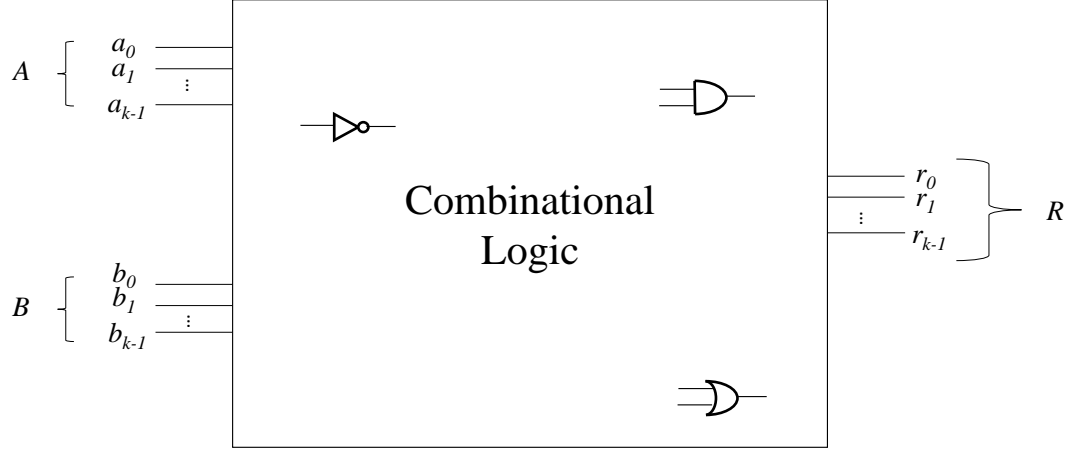 A
a0
a1
...
ak-1
B
b0
b1
...
bk-1
Combinational
Logic
r0
r1
...
rk-1
R